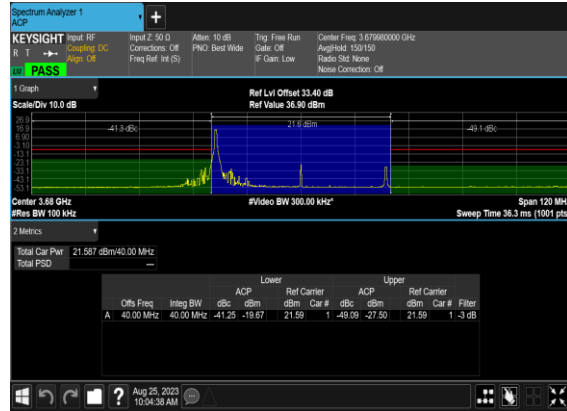 Spectrum Analyzer 1
ACP
+
KEYSIGHT Input: RF Input Z: 50 Ω Atten: 10 dB Trig: Free Run Center Freq: 3.679980000 GHz
R T Coupling: DC Corrections: Off PNO: Best Wide Gate: Off Avg|Hold: 150/150
Align: Off Freq Ref: Int (S) IF Gain: Low Radio Std: None
Noise Correction: Off
PASS
1 Graph
Ref Lvl Offset 33.40 dB
Scale/Div 10.0 dB Ref Value 36.90 dBm
26.9
16.9 -41.3 dBc 21.6 dBm -49.1 dBc
6.90
-3.10
-13.1
-23.1
-33.1
-43.1
-53.1
Center 3.68 GHz #Video BW 300.00 kHz* Span 120 MH
#Res BW 100 kHz Sweep Time 36.3 ms (1001 pts
2 Metrics
Total Car Pwr 21.587 dBm/40.00 MHz
Total PSD ---
Lower Upper
ACP Ref Carrier ACP Ref Carrier
Offs Freq Integ BW dBc dBm dBm Car # dBc dBm dBm Car # Filter
A 40.00 MHz 40.00 MHz -41.25 -19.67 21.59 1 -49.09 -27.50 21.59 1 -3 dB
? Aug 25, 2023
10:04:38 AM